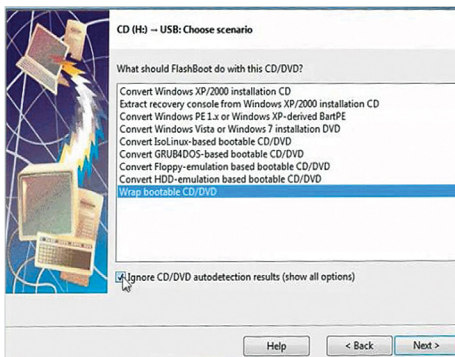 CD (H:) → USB: Choose scenario
What should FlashBoot do with this CD/DVD?
Convert Windows XP/2000 installation CD
Extract recovery console from Windows XP/2000 installation CD
Convert Windows PE 1.x or Windows XP-derived BartPE
Convert Windows Vista or Windows 7 installation DVD
Convert IsoLinux-based bootable CD/DVD
Convert GRUB4DOS-based bootable CD/DVD
Convert Floppy-emulation based bootable CD/DVD
Convert HDD-emulation based bootable CD/DVD
Wrap bootable CD/DVD
Ignore CD/DVD autodetection results (show all options)
Help
< Back
Next >